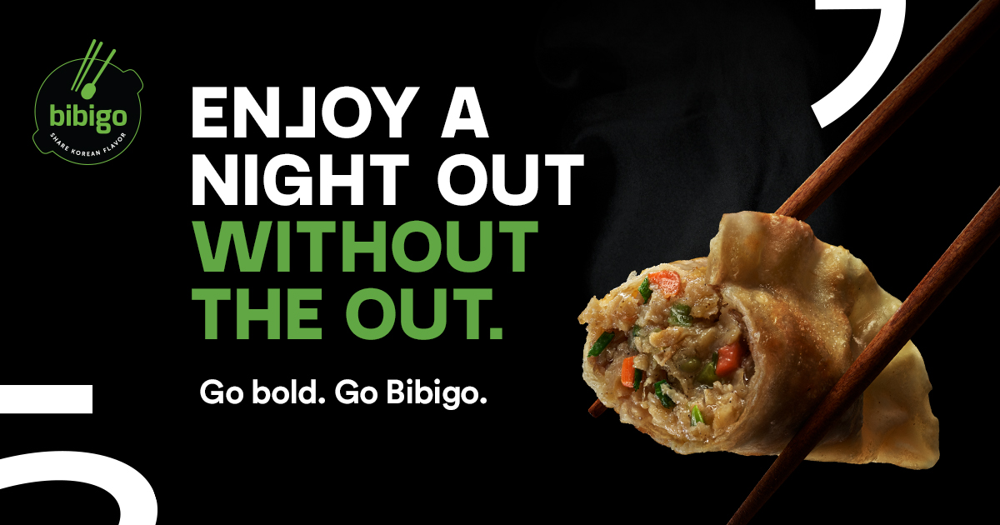 bibigo
SHARE KOREAN FLAVOR
ENJOY A
NIGHT OUT
WITHOUT
THE OUT.
Go bold. Go Bibigo.